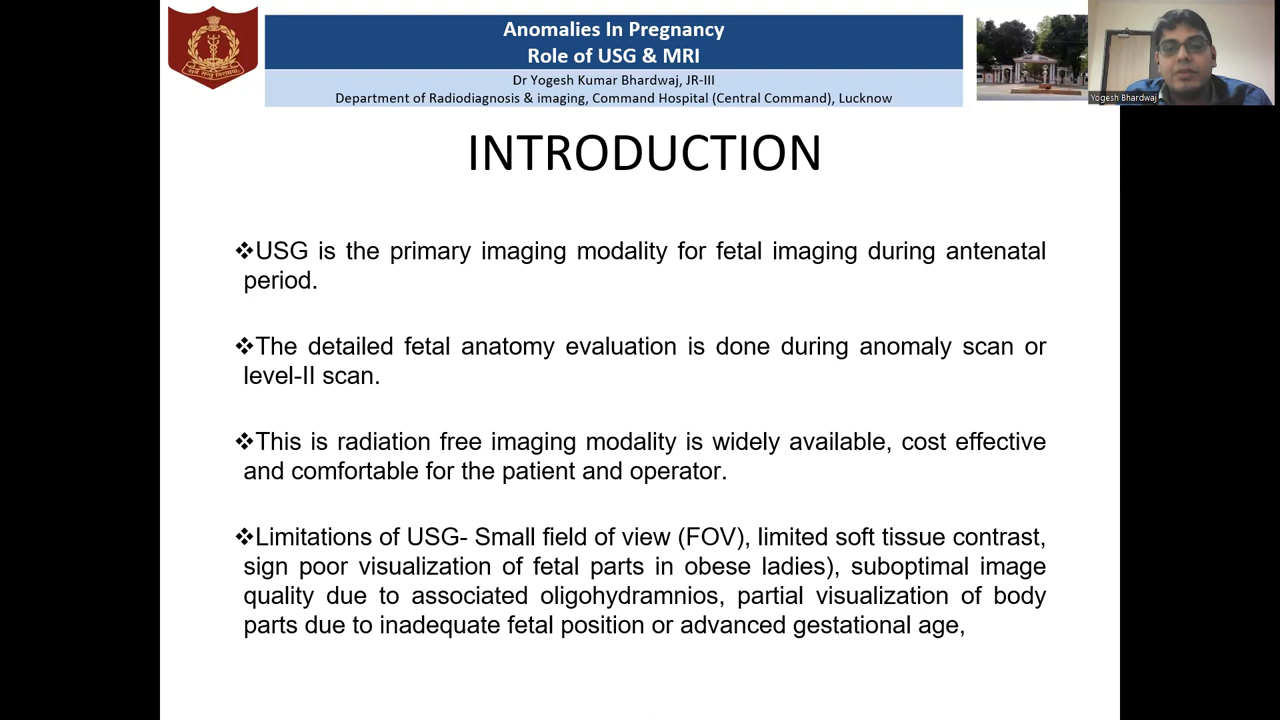 Anomalies In Pregnancy
Role of USG & MRI
Dr Yogesh Kumar Bhardwaj, JR-III
Department of Radiodiagnosis & imaging, Command Hospital (Central Command), Lucknow
Yogesh Bhardwaj
INTRODUCTION
❖USG is the primary imaging modality for fetal imaging during antenatal
period.
❖The detailed fetal anatomy evaluation is done during anomaly scan or
level-II scan.
❖This is radiation free imaging modality is widely available, cost effective
and comfortable for the patient and operator.
❖Limitations of USG- Small field of view (FOV), limited soft tissue contrast,
sign poor visualization of fetal parts in obese ladies), suboptimal image
quality due to associated oligohydramnios, partial visualization of body
parts due to inadequate fetal position or advanced gestational age,